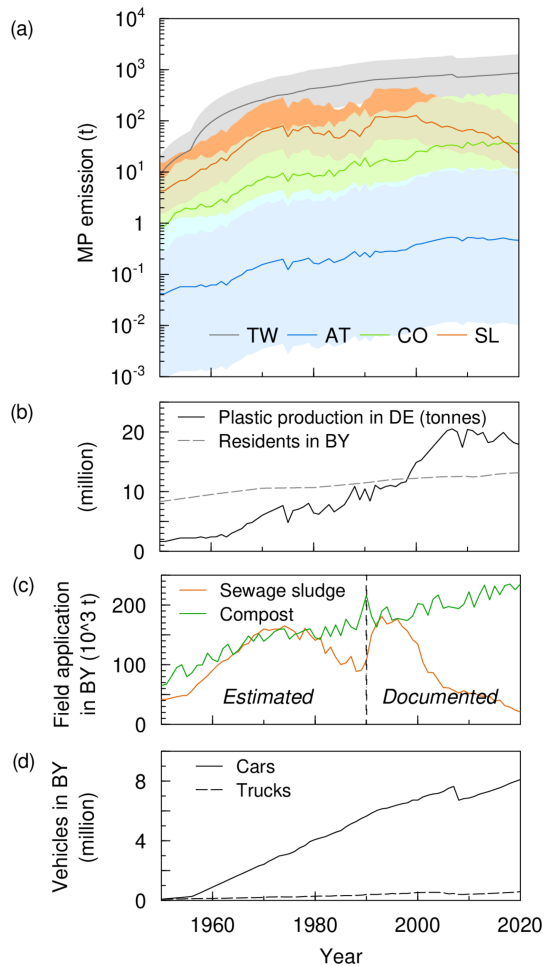 (a)
MP emission (t)
10^4
10^3
10^2
10^1
1
10^-1
10^-2
10^-3
TW AT CO SL
(b)
(million)
20
10
0
Plastic production in DE (tonnes)
Residents in BY
(c)
Field application
in BY (10^3 t)
200
100
0
Sewage sludge
Compost
Estimated Documented
(d)
Vehicles in BY
(million)
8
4
0
Cars
Trucks
1960 1980 2000 2020
Year